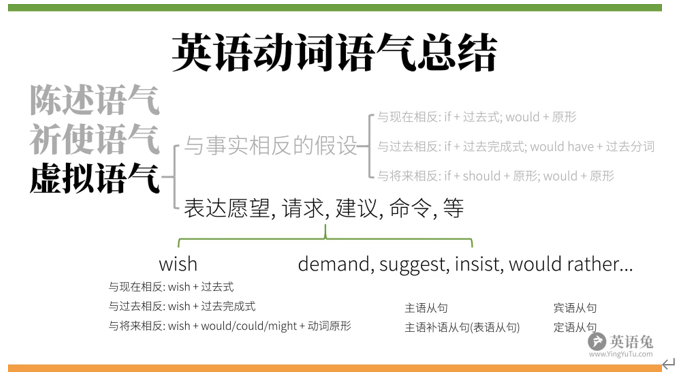 英语动词语气总结
陈述语气
祈使语气
虚拟语气
与事实相反的假设
与现在相反: if + 过去式; would + 原形
与过去相反: if + 过去完成式; would have + 过去分词
与将来相反: if + should + 原形; would + 原形
表达愿望, 请求, 建议, 命令, 等
wish
与现在相反: wish + 过去式
与过去相反: wish + 过去完成式
与将来相反: wish + would/could/might + 动词原形
demand, suggest, insist, would rather...
主语从句 宾语从句
主语补语从句(表语从句) 定语从句
英语兔
www.YingYuTu.com